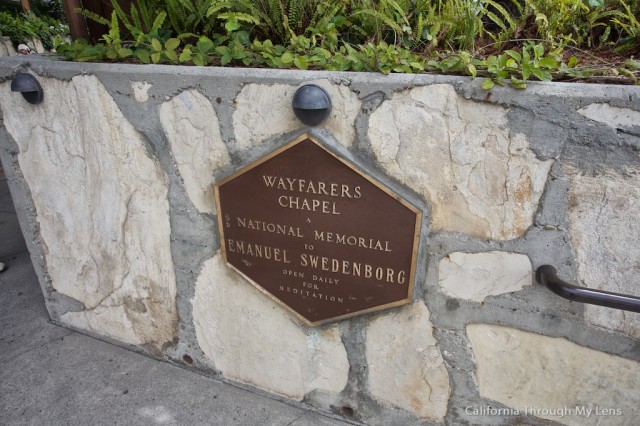 WAYFARERS
CHAPEL
A
NATIONAL MEMORIAL
TO
EMANUEL SWEDENBORG
OPEN DAILY
FOR
MEDITATION
California Through My Lens